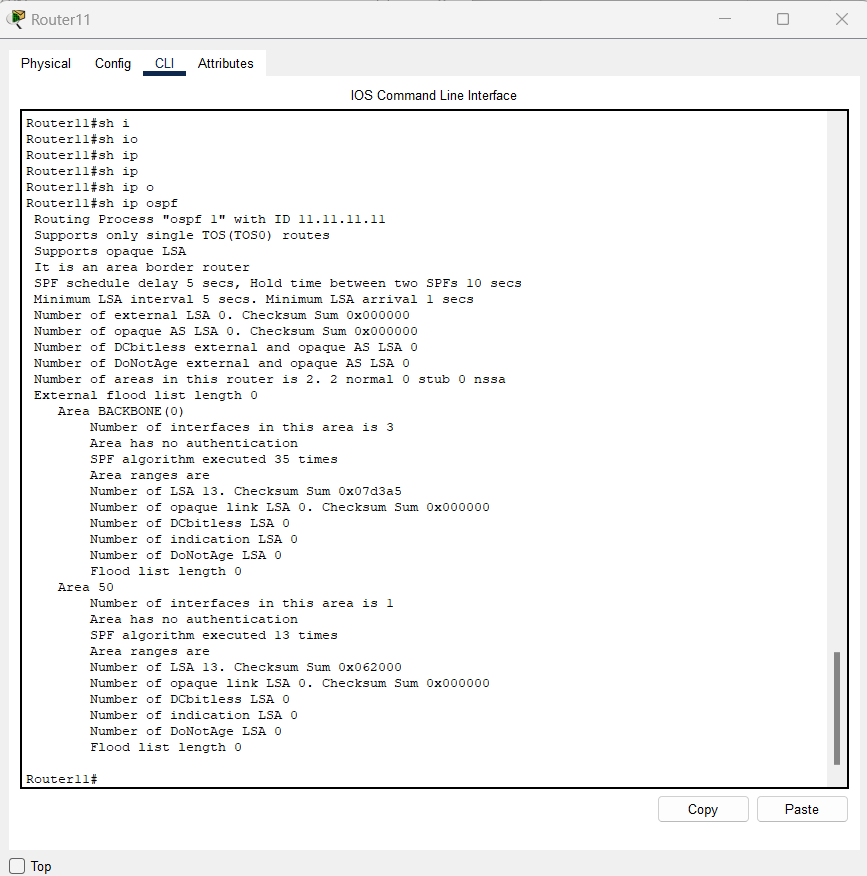 Router11
Physical Config CLI Attributes
IOS Command Line Interface
Router11#sh i
Router11#sh io
Router11#sh ip
Router11#sh ip
Router11#sh ip o
Router11#sh ip ospf
Routing Process "ospf 1" with ID 11.11.11.11
Supports only single TOS(TOS0) routes
Supports opaque LSA
It is an area border router
SPF schedule delay 5 secs, Hold time between two SPFs 10 secs
Minimum LSA interval 5 secs. Minimum LSA arrival 1 secs
Number of external LSA 0. Checksum Sum 0x000000
Number of opaque AS LSA 0. Checksum Sum 0x000000
Number of DCbitless external and opaque AS LSA 0
Number of DoNotAge external and opaque AS LSA 0
Number of areas in this router is 2. 2 normal 0 stub 0 nssa
External flood list length 0
Area BACKBONE(0)
Number of interfaces in this area is 3
Area has no authentication
SPF algorithm executed 35 times
Area ranges are
Number of LSA 13. Checksum Sum 0x07d3a5
Number of opaque link LSA 0. Checksum Sum 0x000000
Number of DCbitless LSA 0
Number of indication LSA 0
Number of DoNotAge LSA 0
Flood list length 0
Area 50
Number of interfaces in this area is 1
Area has no authentication
SPF algorithm executed 13 times
Area ranges are
Number of LSA 13. Checksum Sum 0x062000
Number of opaque link LSA 0. Checksum Sum 0x000000
Number of DCbitless LSA 0
Number of indication LSA 0
Number of DoNotAge LSA 0
Flood list length 0
Router11#
Copy Paste
Top